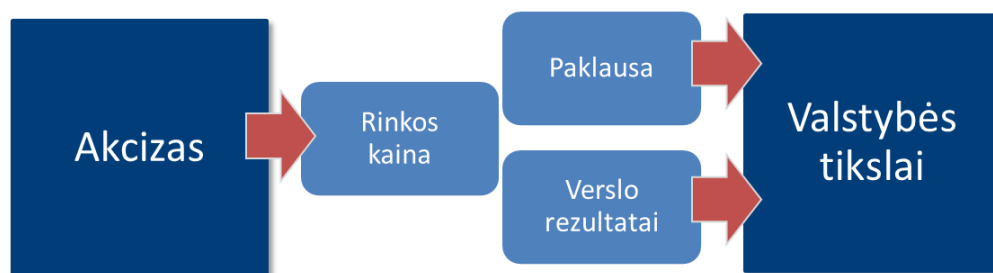 Akcizas
Rinkos
kaina
Paklausa
Verslo
rezultatai
Valstybės
tikslai